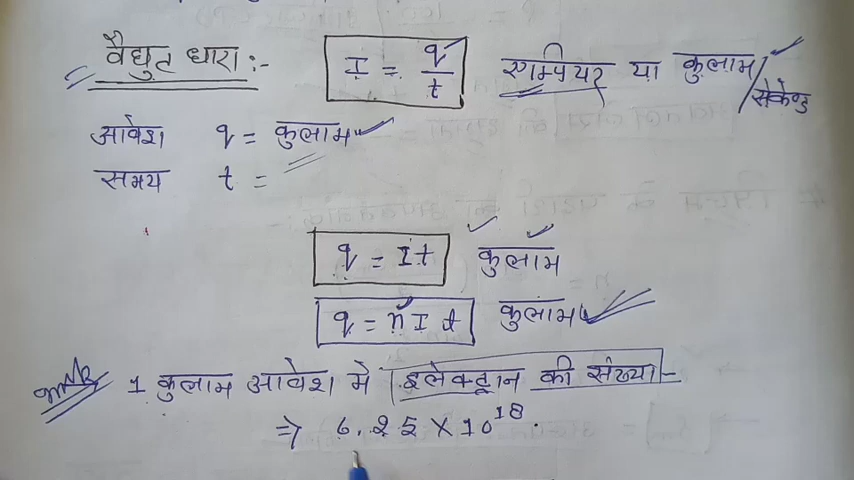 वैद्युत धारा :- I = q/t एम्पियर या कुलाम/सेकेण्ड
आवेश q = कुलाम
समय t =
q = It कुलाम
q = nIt कुलाम
1 कुलाम आवेश मे इलेक्ट्रान की संख्या-
⇒ 6.25 X 10¹⁸.